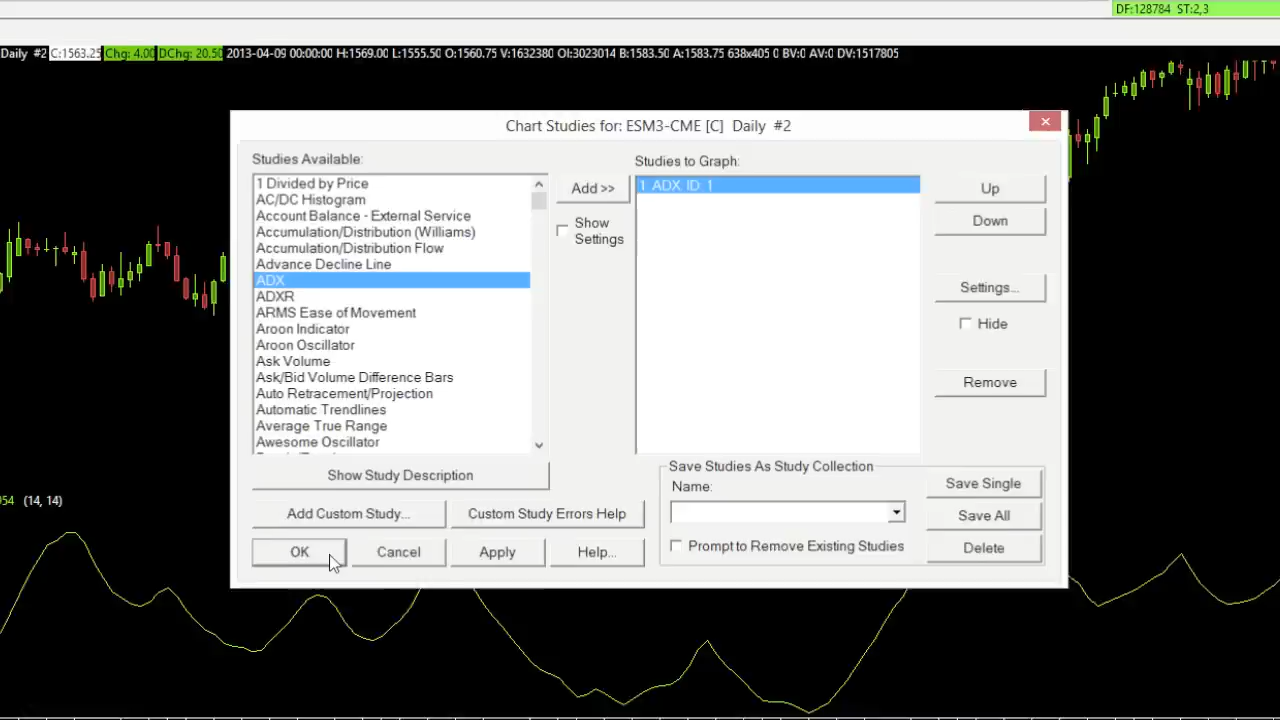 DF:128784 ST:2,3
Daily #2 C:1563.25 Chg: 4.00 DChg: 20.50 2013-04-09 00:00:00 H:1569.00 L:1555.50 O:1560.75 V:1632380 OI:3023014 B:1583.50 A:1583.75 638x405 0 BV:0 AV:0 DV:1517805
Chart Studies for: ESM3-CME [C] Daily #2
Studies Available:
1 Divided by Price
AC/DC Histogram
Account Balance - External Service
Accumulation/Distribution (Williams)
Accumulation/Distribution Flow
Advance Decline Line
ADX
ADXR
ARMS Ease of Movement
Aroon Indicator
Aroon Oscillator
Ask Volume
Ask/Bid Volume Difference Bars
Auto Retracement/Projection
Automatic Trendlines
Average True Range
Awesome Oscillator
Add >>
Show
Settings
Studies to Graph:
1 ADX ID: 1
Up
Down
Settings...
Hide
Remove
Show Study Description
Add Custom Study...
Custom Study Errors Help
OK
Cancel
Apply
Help...
Save Studies As Study Collection
Name:
Prompt to Remove Existing Studies
Save Single
Save All
Delete
954 (14, 14)